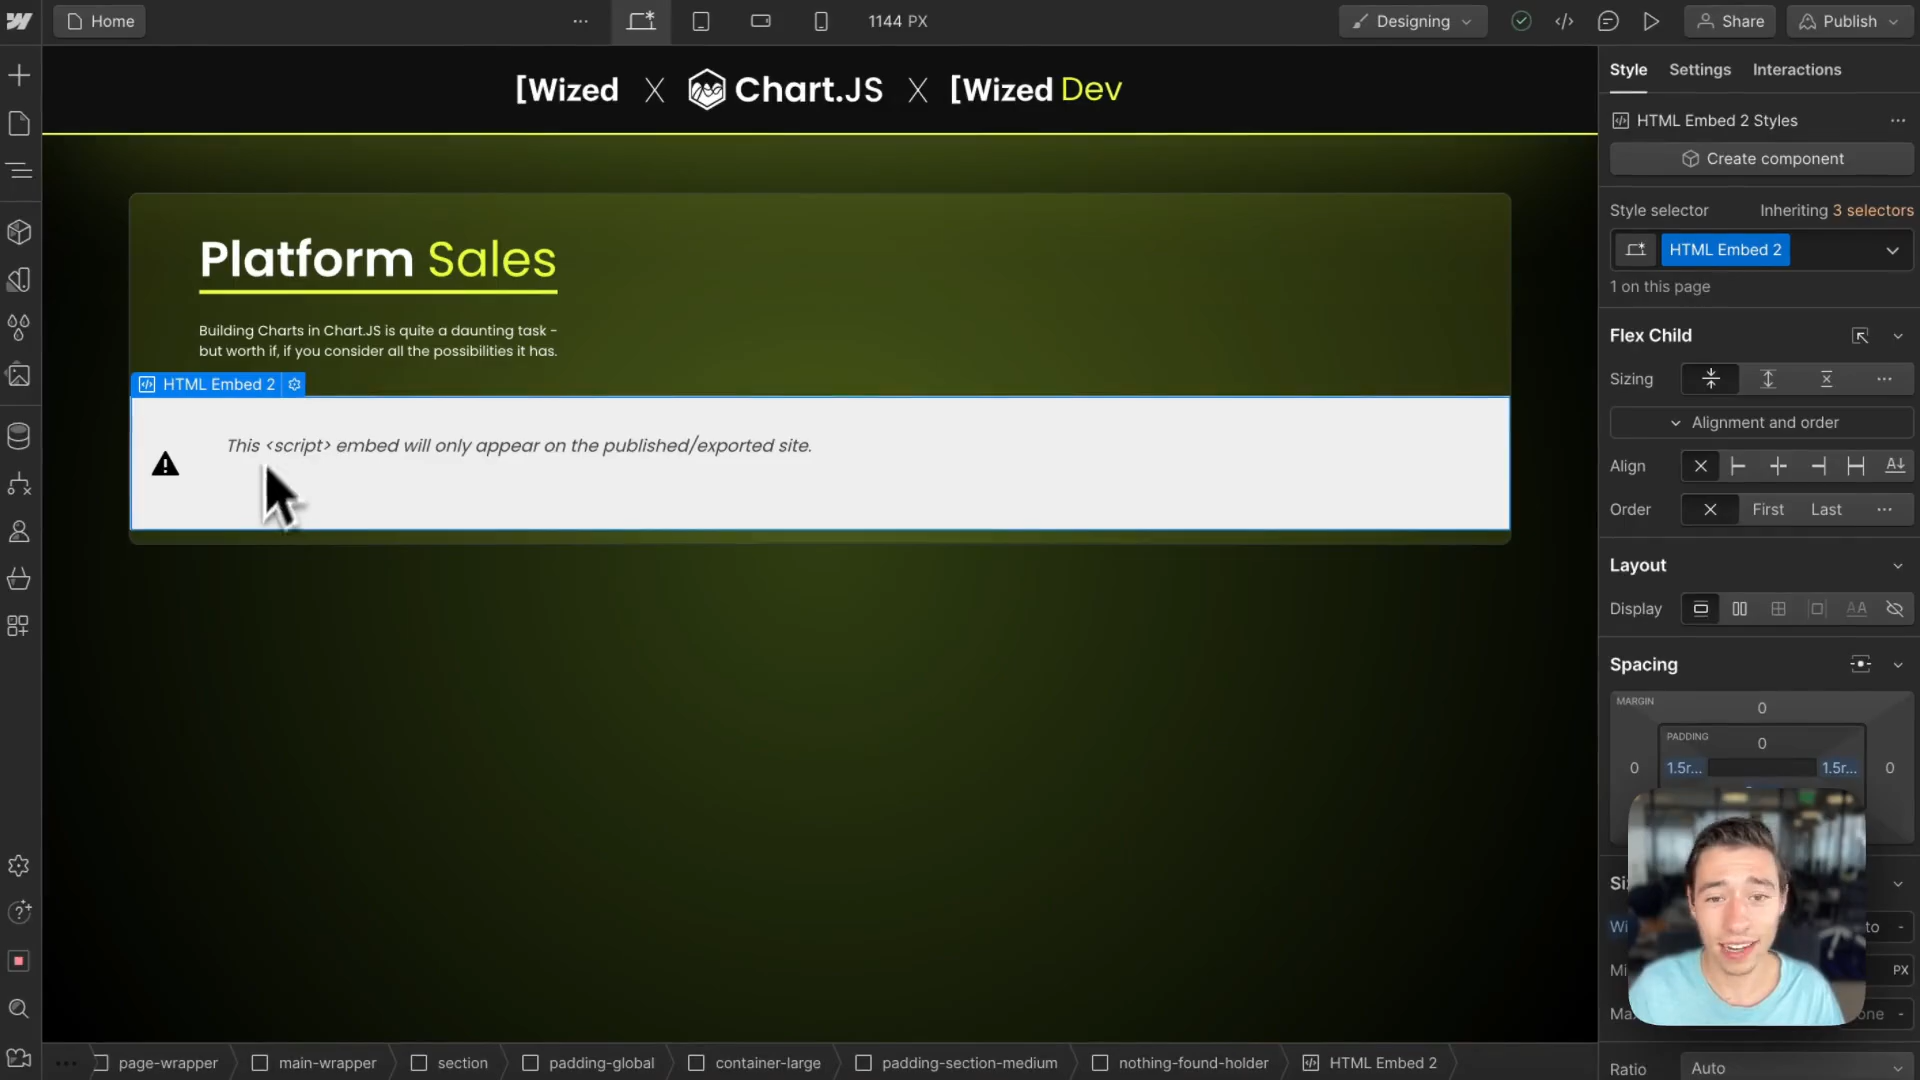 Home
1144 PX
Designing
Share
Publish
[Wized X Chart.JS X [Wized Dev
Style Settings Interactions
HTML Embed 2 Styles
Create component
Style selector Inheriting 3 selectors
HTML Embed 2
1 on this page
Platform Sales
Building Charts in Chart.JS is quite a daunting task -
but worth if, if you consider all the possibilities it has.
HTML Embed 2
This <script> embed will only appear on the published/exported site.
Flex Child
Sizing
Alignment and order
Align
Order First Last
Layout
Display
Spacing
MARGIN
0
PADDING
0
0 1.5r... 1.5r... 0
PX
Ratio Auto
page-wrapper main-wrapper section padding-global container-large padding-section-medium nothing-found-holder HTML Embed 2